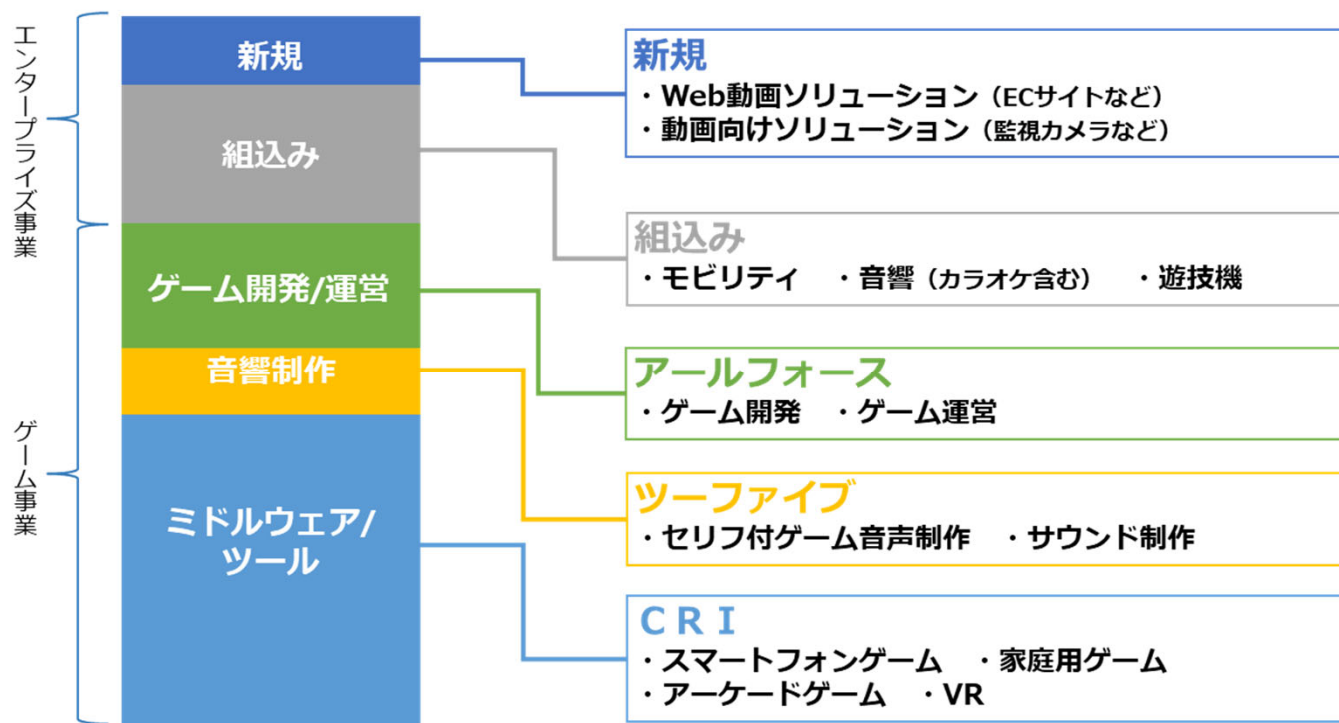 エンタープライズ事業
ゲーム事業
新規
組込み
ゲーム開発/運営
音響制作
ミドルウェア/
ツール
新規
・Web動画ソリューション（ECサイトなど）
・動画向けソリューション（監視カメラなど）
組込み
・モビリティ ・音響（カラオケ含む） ・遊技機
アールフォース
・ゲーム開発 ・ゲーム運営
ツーファイブ
・セリフ付ゲーム音声制作 ・サウンド制作
ＣＲＩ
・スマートフォンゲーム ・家庭用ゲーム
・アーケードゲーム ・VR